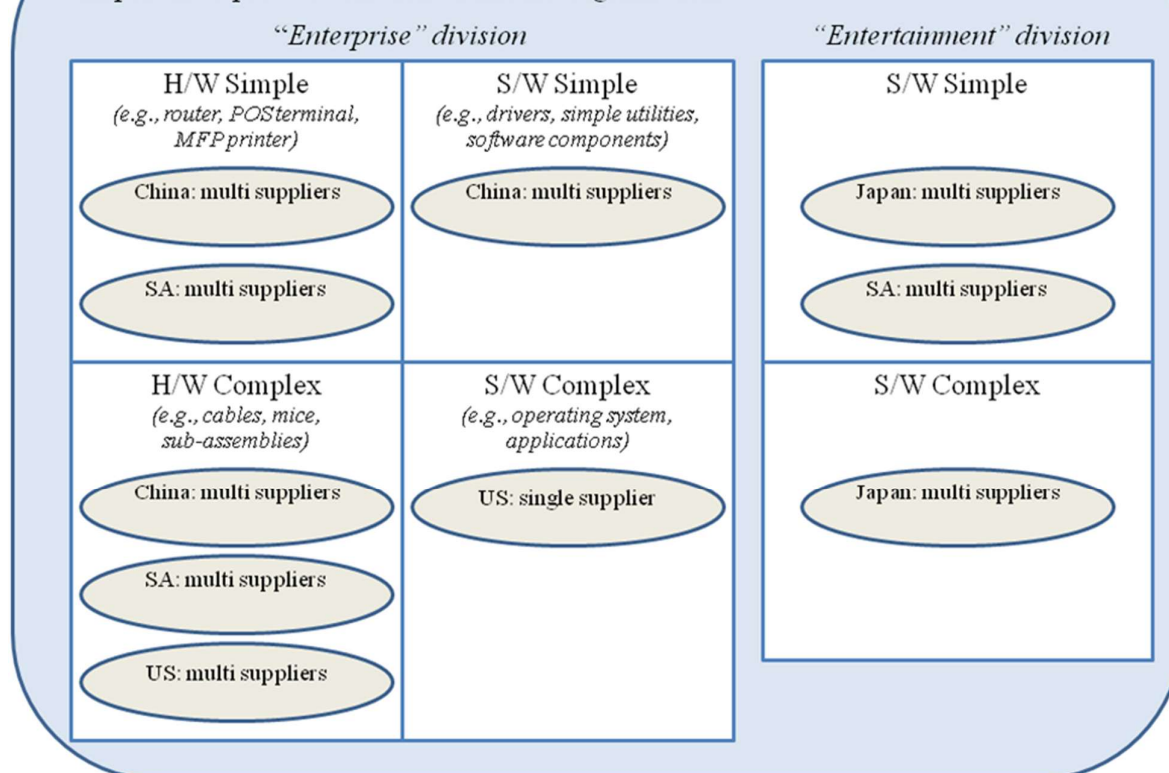 “Enterprise” division
“Entertainment” division
H/W Simple
(e.g., router, POS terminal,
MFP printer)
China: multi suppliers
SA: multi suppliers
S/W Simple
(e.g., drivers, simple utilities,
software components)
China: multi suppliers
H/W Complex
(e.g., cables, mice,
sub-assemblies)
China: multi suppliers
SA: multi suppliers
US: multi suppliers
S/W Complex
(e.g., operating system,
applications)
US: single supplier
S/W Simple
Japan: multi suppliers
SA: multi suppliers
S/W Complex
Japan: multi suppliers